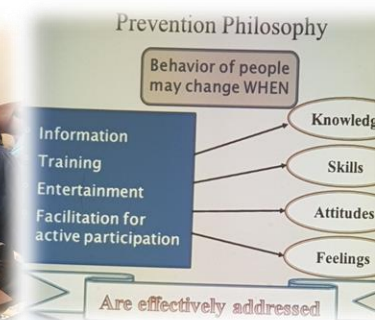 Prevention Philosophy
Behavior of people
may change WHEN
Information
Training
Entertainment
Facilitation for
active participation
Knowledg
Skills
Attitudes
Feelings
Are effectively addressed